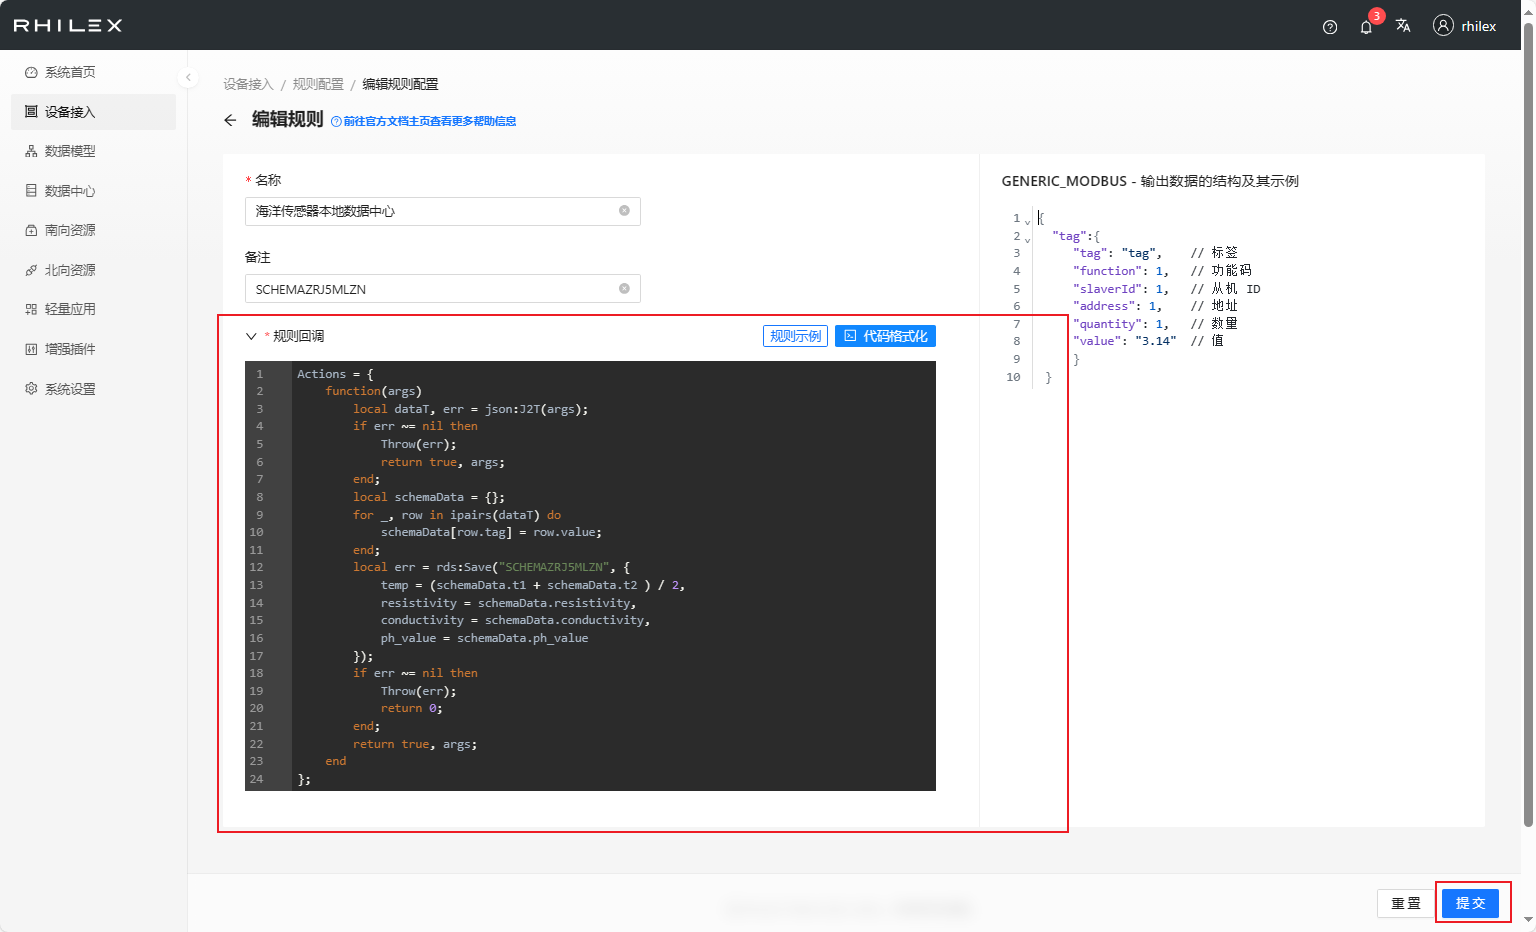 RHILEX
3
rhilex
系统首页
设备接入
数据模型
数据中心
南向资源
北向资源
轻量应用
增强插件
系统设置
设备接入 / 规则配置 / 编辑规则配置
编辑规则 前往官方文档主页查看更多帮助信息
* 名称
海洋传感器本地数据中心
备注
SCHEMAZRJ5MLZN
* 规则回调 规则示例 代码格式化
1 Actions = {
2 function(args)
3 local dataT, err = json:J2T(args);
4 if err ~= nil then
5 Throw(err);
6 return true, args;
7 end;
8 local schemaData = {};
9 for _, row in ipairs(dataT) do
10 schemaData[row.tag] = row.value;
11 end;
12 local err = rds:Save("SCHEMAZRJ5MLZN", {
13 temp = (schemaData.t1 + schemaData.t2 ) / 2,
14 resistivity = schemaData.resistivity,
15 conductivity = schemaData.conductivity,
16 ph_value = schemaData.ph_value
17 });
18 if err ~= nil then
19 Throw(err);
20 return 0;
21 end;
22 return true, args;
23 end
24 };
GENERIC_MODBUS - 输出数据的结构及其示例
1 {
2 "tag":{
3 "tag": "tag", // 标签
4 "function": 1, // 功能码
5 "slaverId": 1, // 从机 ID
6 "address": 1, // 地址
7 "quantity": 1, // 数量
8 "value": "3.14" // 值
9 }
10 }
重置 提交